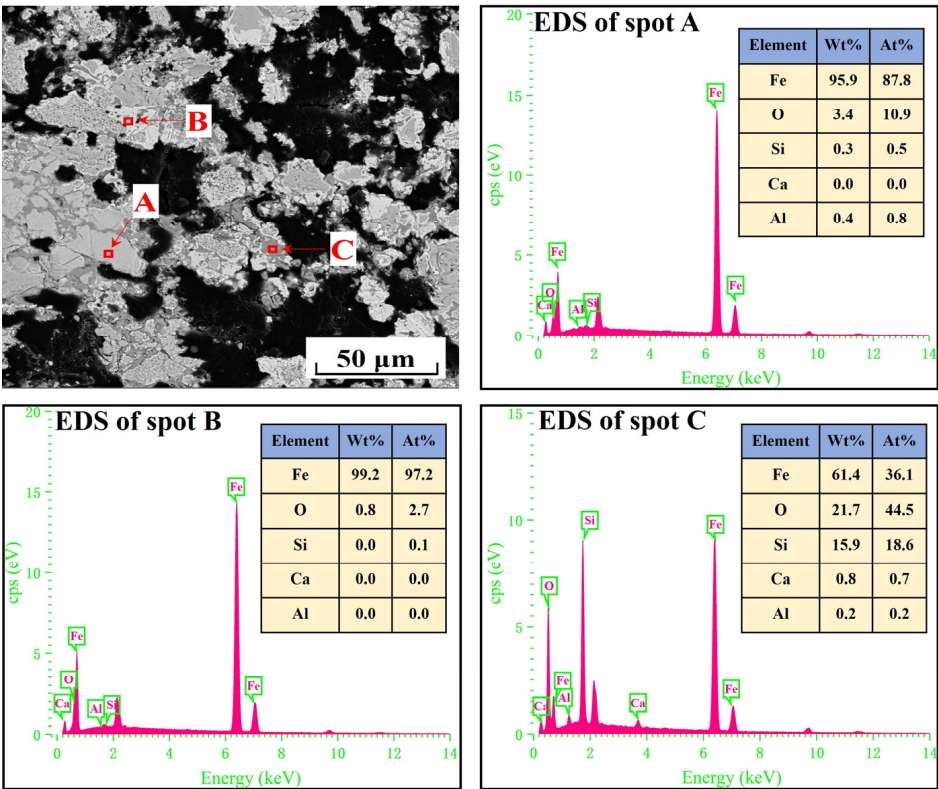 B
A
C
50 µm
EDS of spot A
Element Wt% At%
Fe 95.9 87.8
O 3.4 10.9
Si 0.3 0.5
Ca 0.0 0.0
Al 0.4 0.8
20
15
10
5
0
cps (eV)
Fe
Fe
O
Ca
Al
Si
Fe
0 2 4 6 8 10 12 14
Energy (keV)
EDS of spot B
Element Wt% At%
Fe 99.2 97.2
O 0.8 2.7
Si 0.0 0.1
Ca 0.0 0.0
Al 0.0 0.0
20
15
10
5
0
cps (eV)
Fe
Fe
O
Ca
Al
Si
Fe
0 2 4 6 8 10 12 14
Energy (keV)
EDS of spot C
Element Wt% At%
Fe 61.4 36.1
O 21.7 44.5
Si 15.9 18.6
Ca 0.8 0.7
Al 0.2 0.2
15
10
5
0
cps (eV)
Si
Fe
O
Fe
Al
Ca
Ca
Fe
0 2 4 6 8 10 12 14
Energy (keV)